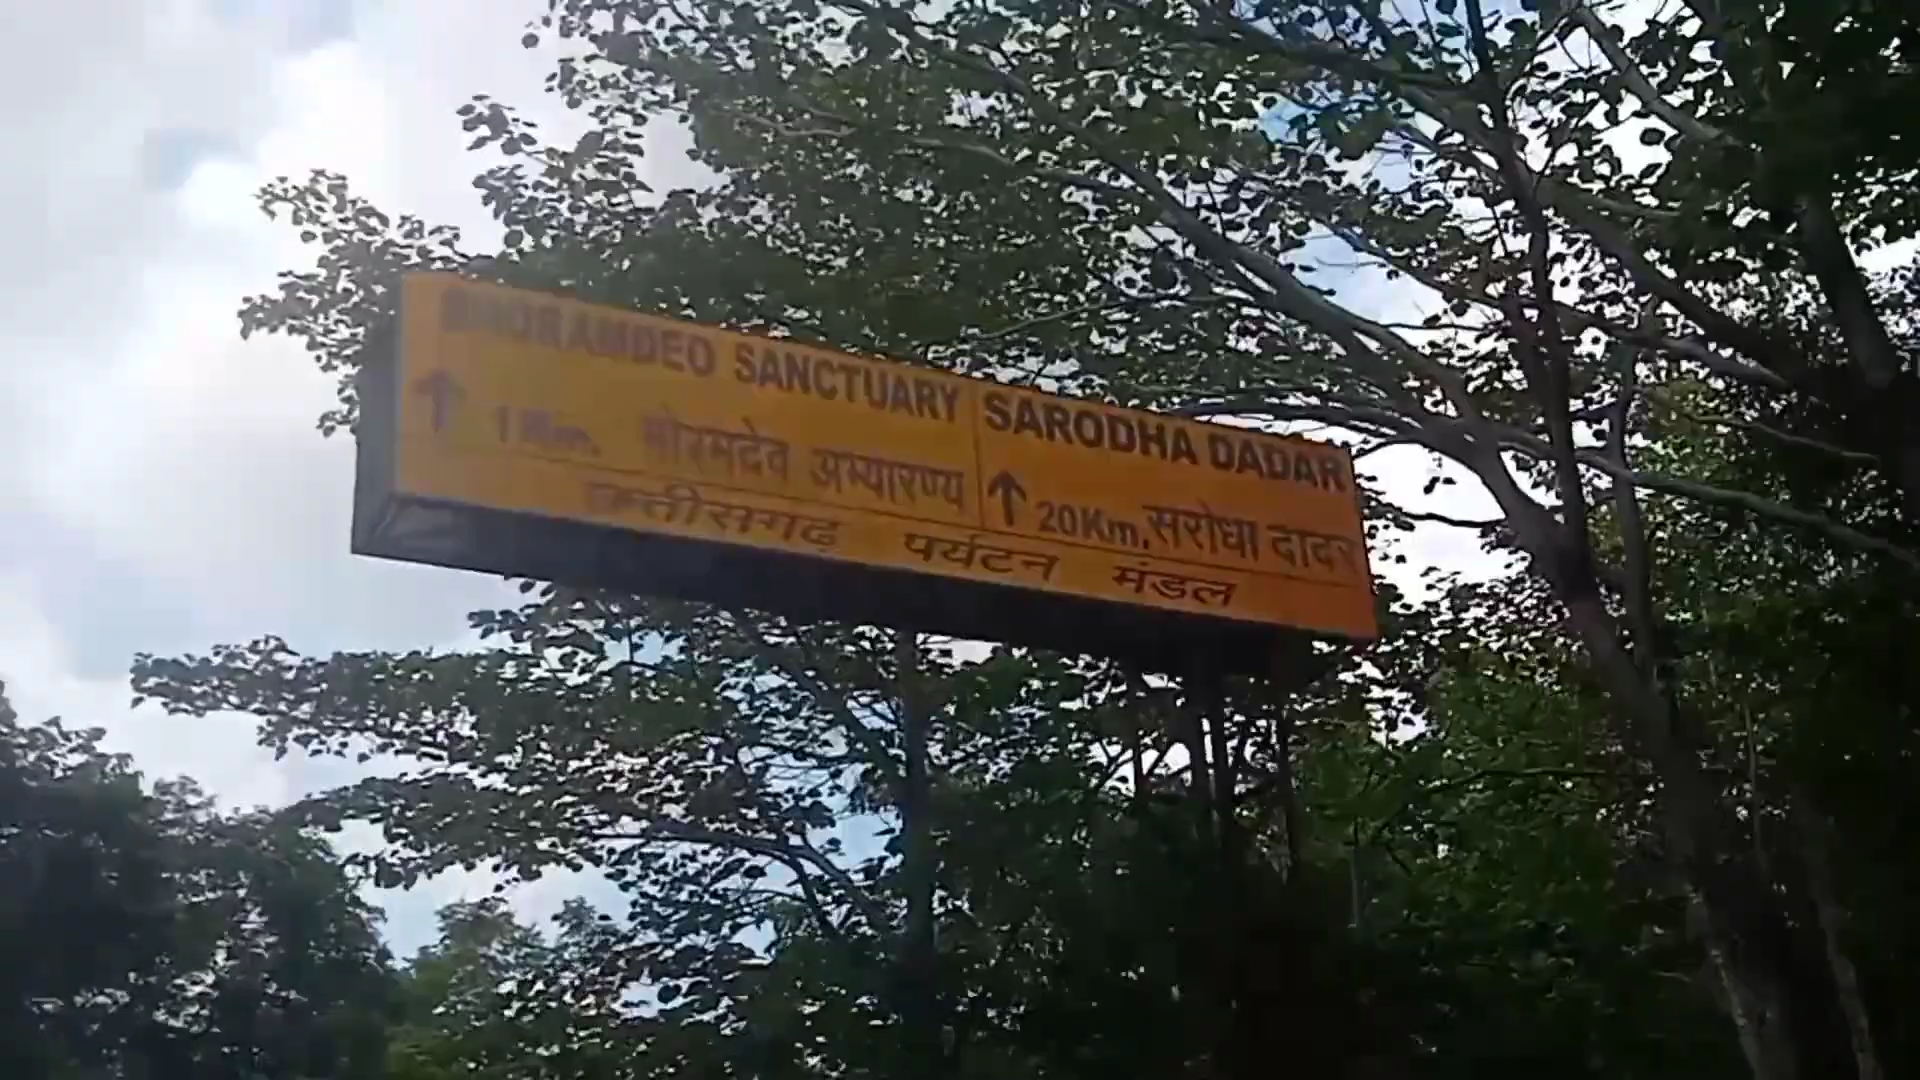 BHORAMDEO SANCTUARY
↑ 1 Km. भोरमदेव अभ्यारण्य
SARODHA DADAR
↑ 20Km. सरोधा दादर
छत्तीसगढ़ पर्यटन मंडल